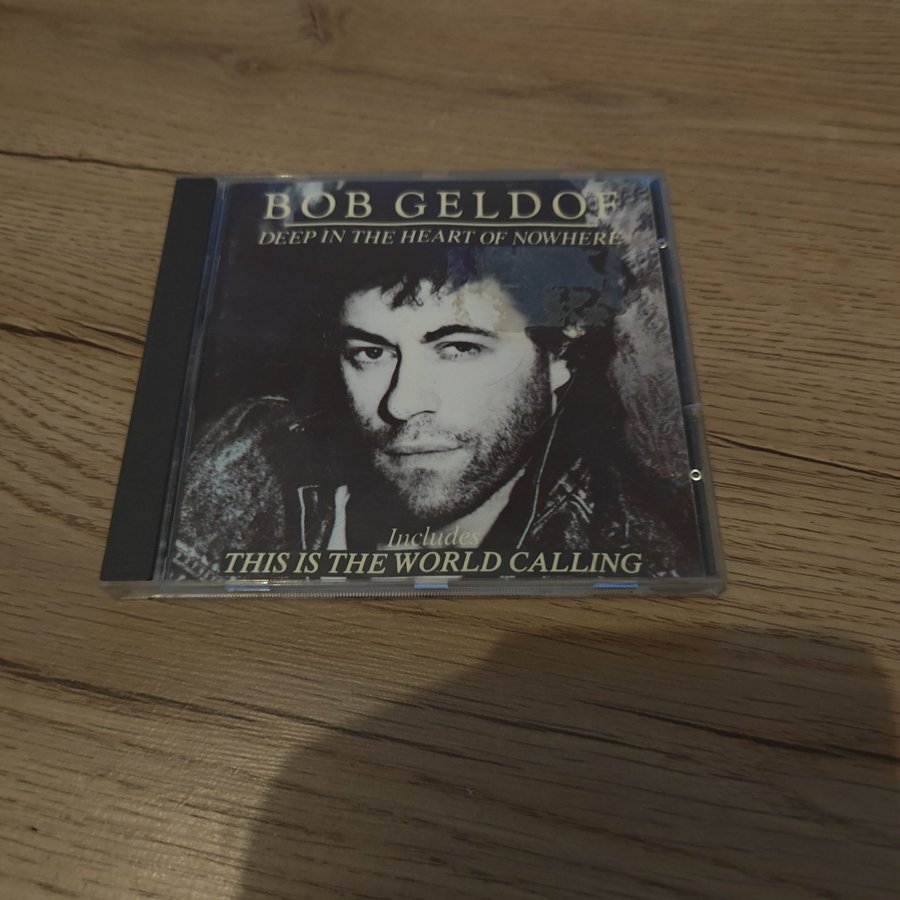 BOB GELDOF
DEEP IN THE HEART OF NOWHERE
Includes
THIS IS THE WORLD CALLING